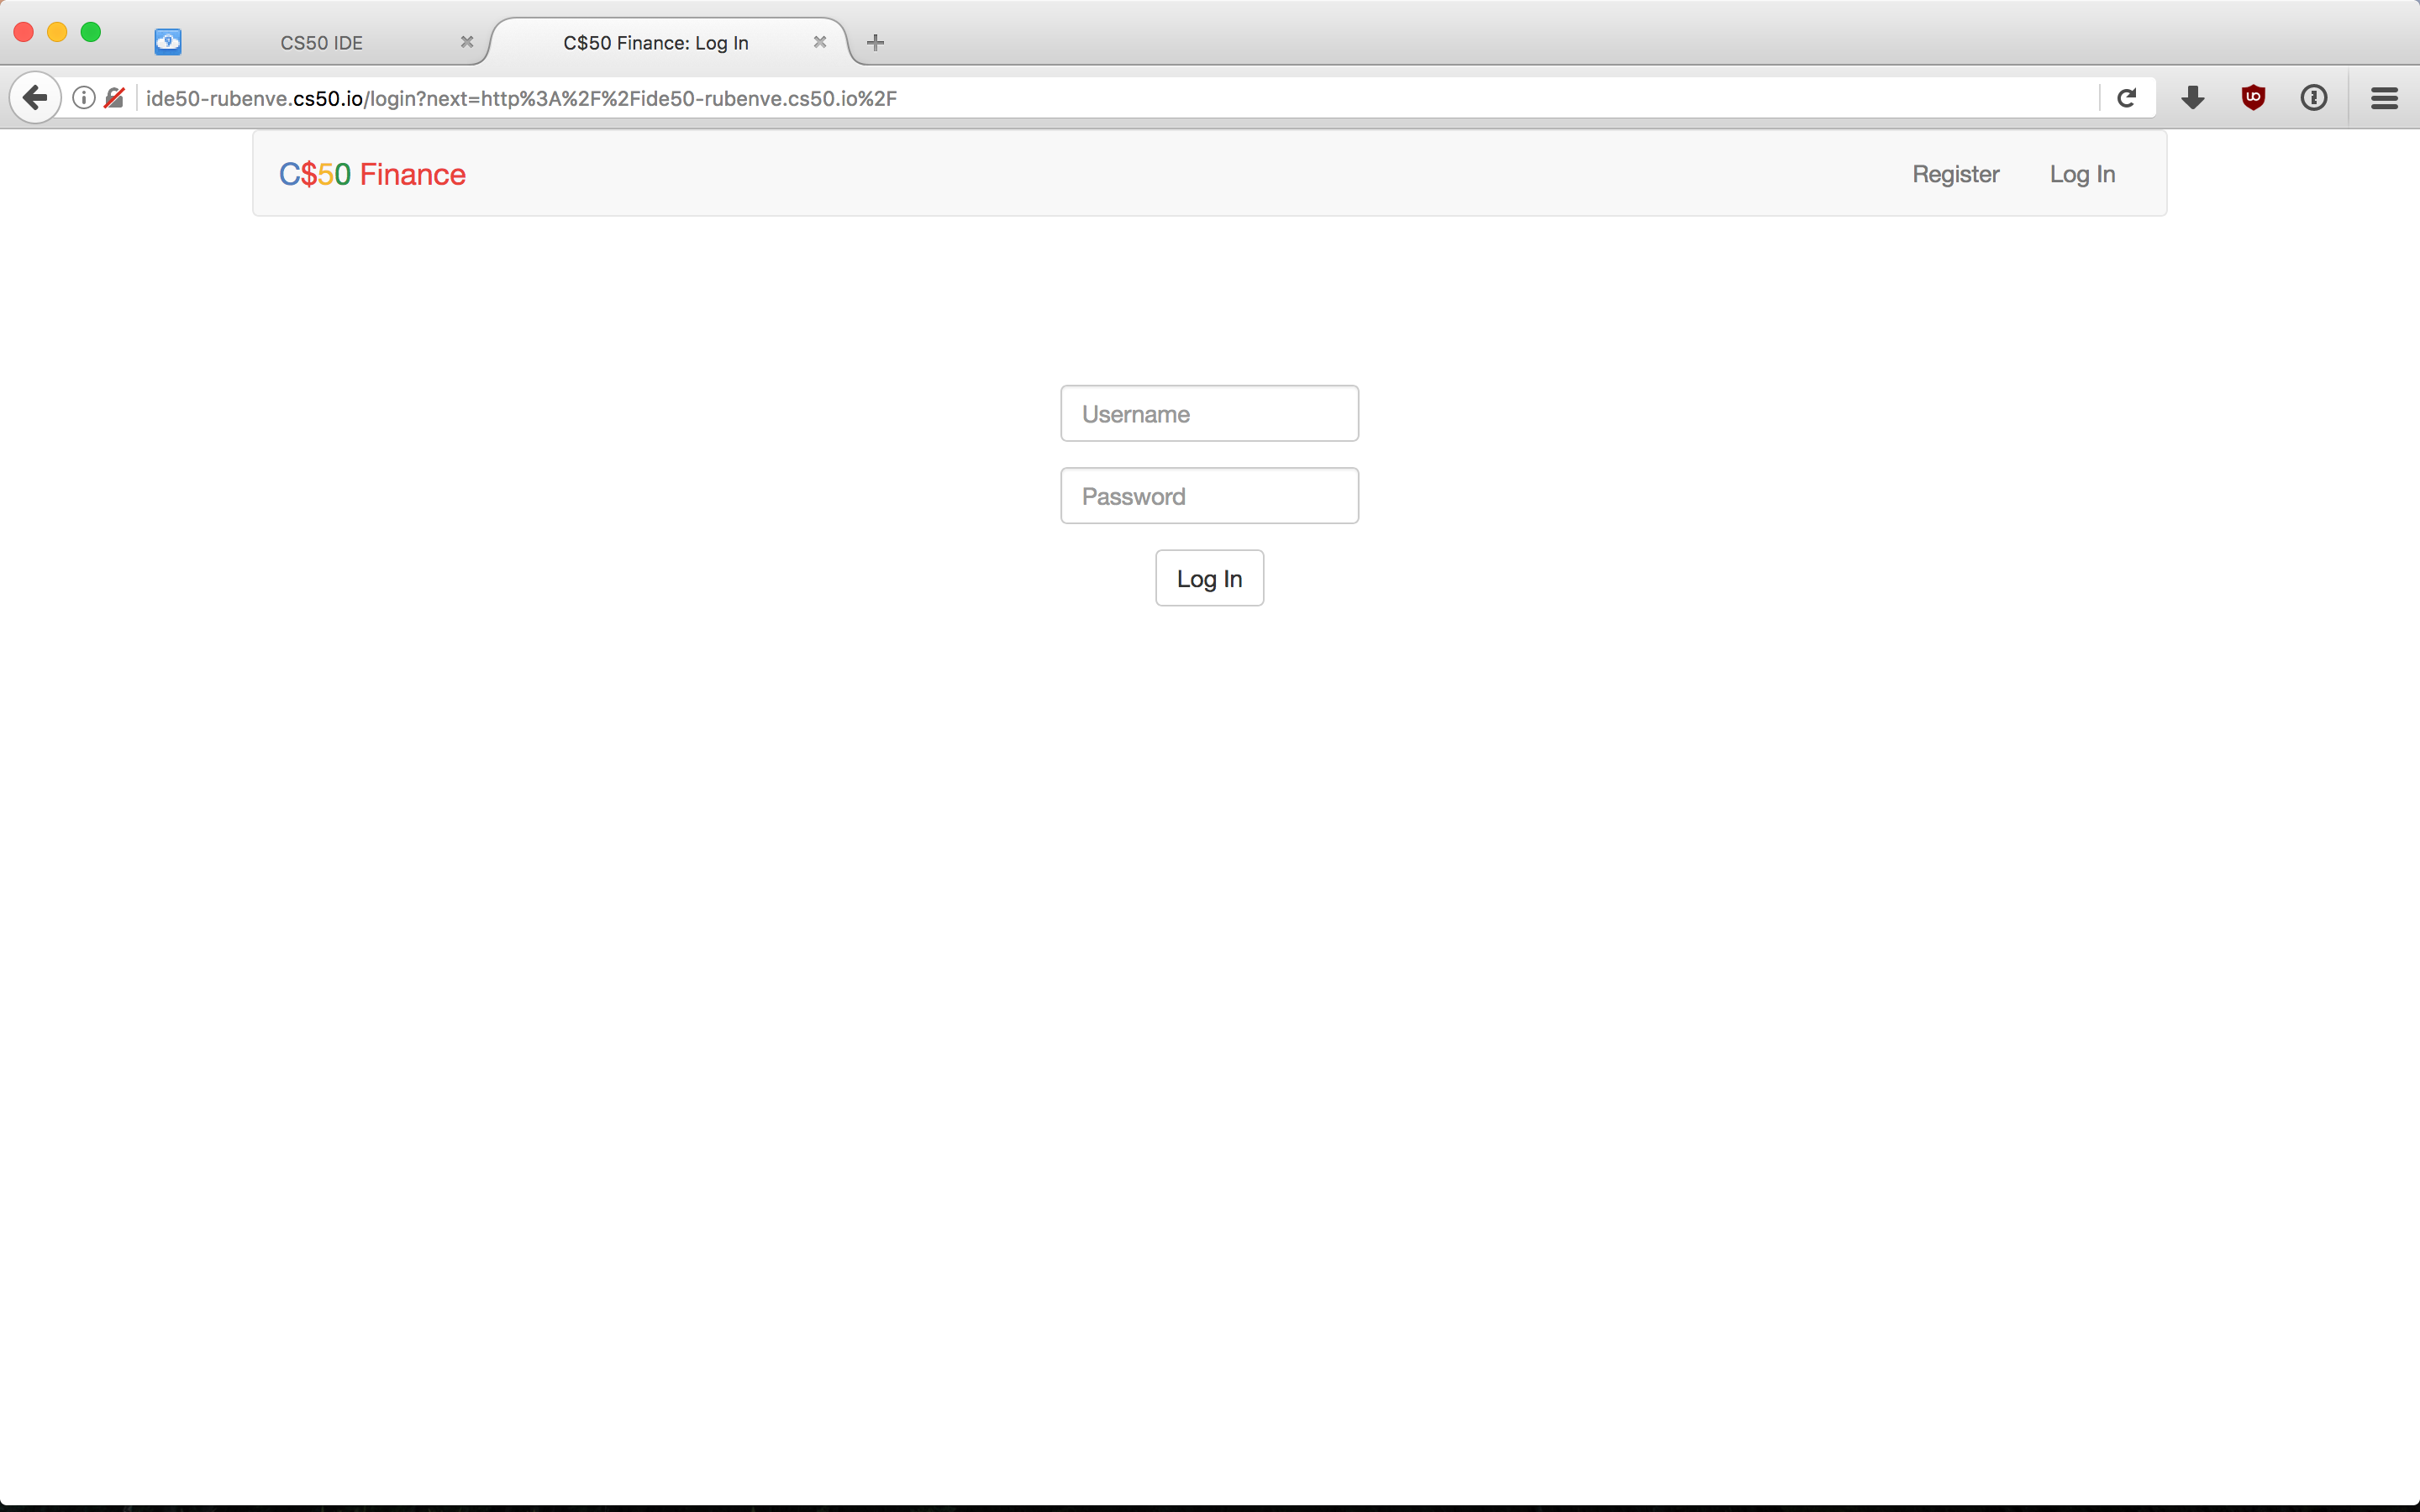 CS50 IDE
C$50 Finance: Log In
ide50-rubenve.cs50.io/login?next=http%3A%2F%2Fide50-rubenve.cs50.io%2F
C$50 Finance
Register
Log In
Username
Password
Log In